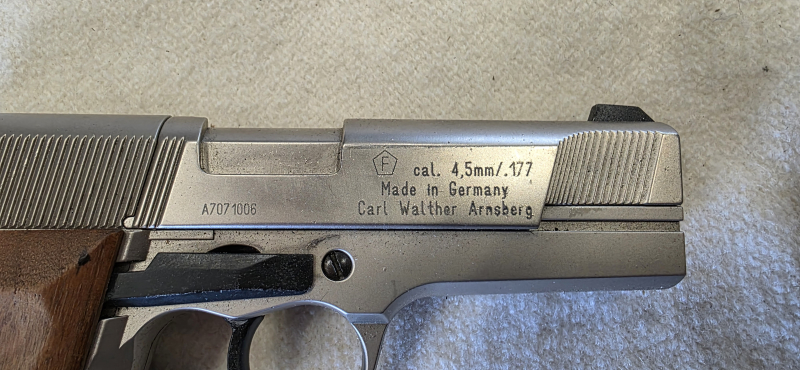 F cal. 4,5mm/.177
Made in Germany
A7071006
Carl Walther Arnsberg